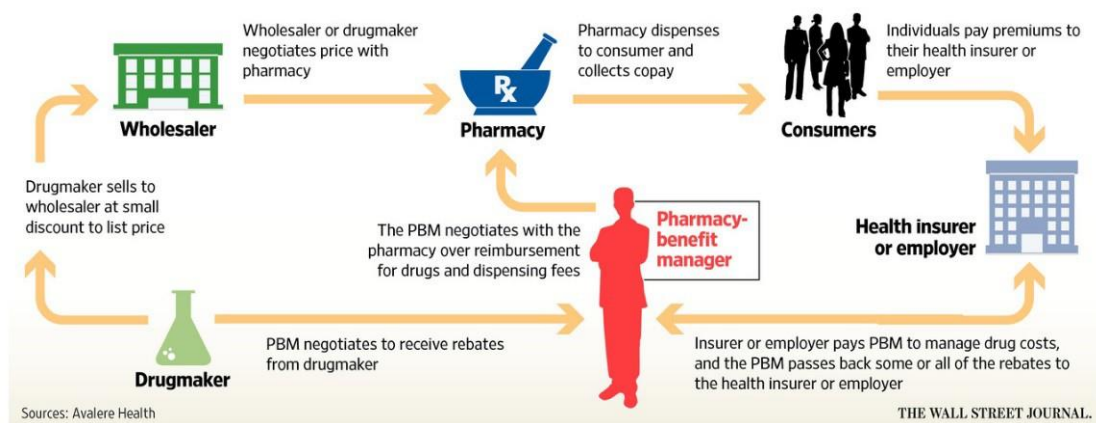 Wholesaler or drugmaker
negotiates price with
pharmacy
Pharmacy dispenses
to consumer and
collects copay
Individuals pay premiums to
their health insurer or
employer
Rx
Wholesaler
Pharmacy
Consumers
Drugmaker sells to
wholesaler at small
discount to list price
The PBM negotiates with the
pharmacy over reimbursement
for drugs and dispensing fees
Pharmacy-
benefit
manager
Health insurer
or employer
Drugmaker
PBM negotiates to receive rebates
from drugmaker
Insurer or employer pays PBM to manage drug costs,
and the PBM passes back some or all of the rebates to
the health insurer or employer
Sources: Avalere Health
THE WALL STREET JOURNAL.